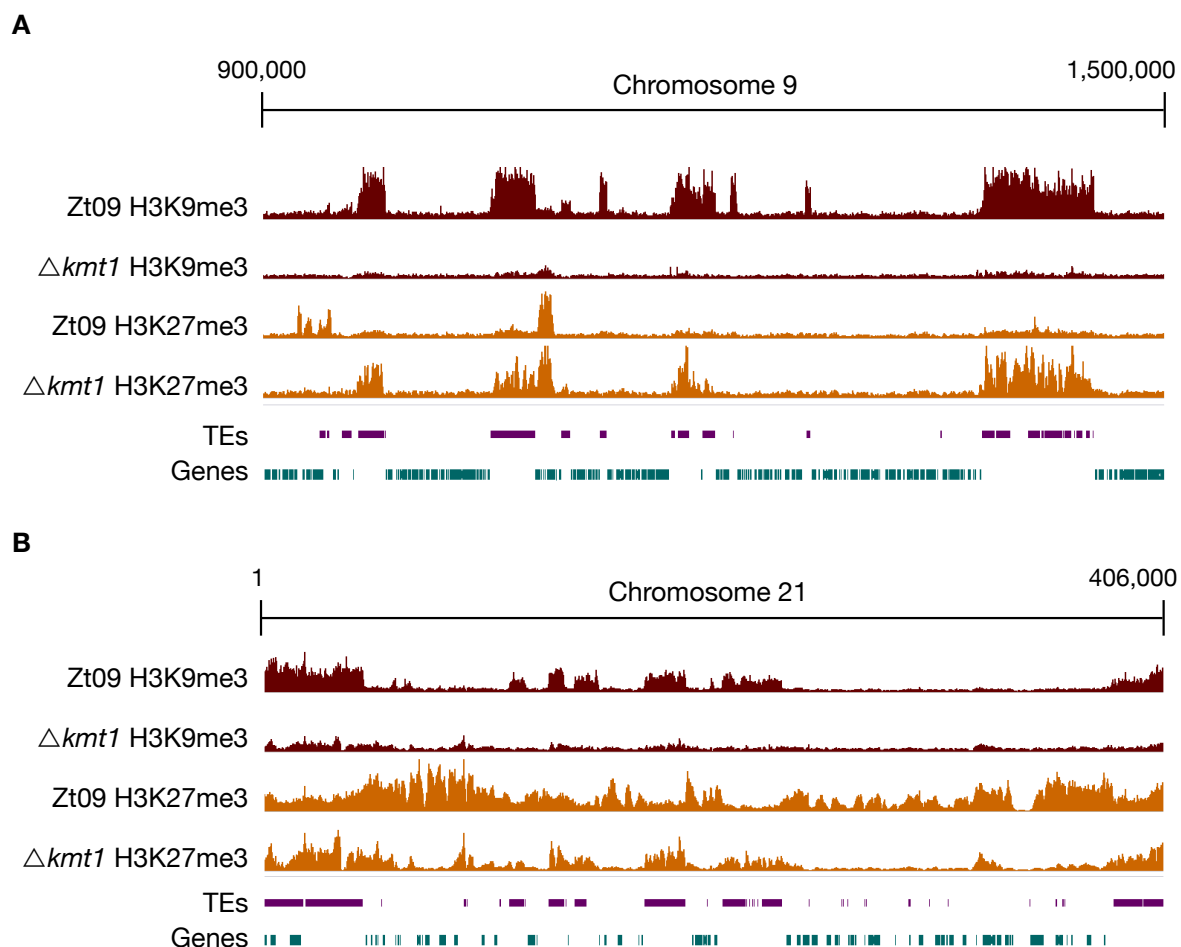 A
900,000 1,500,000
Chromosome 9
Zt09 H3K9me3
△kmt1 H3K9me3
Zt09 H3K27me3
△kmt1 H3K27me3
TEs
Genes
B
1 406,000
Chromosome 21
Zt09 H3K9me3
△kmt1 H3K9me3
Zt09 H3K27me3
△kmt1 H3K27me3
TEs
Genes